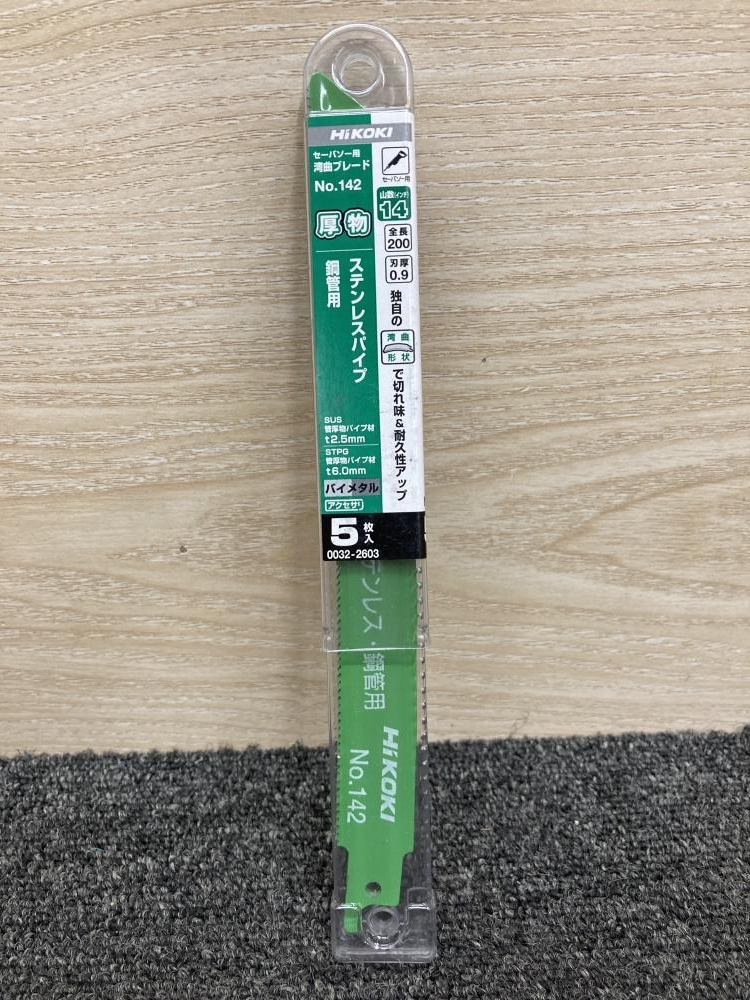 HiKOKI
セーバソー用
湾曲ブレード
No.142
厚物
ステンレスパイプ
鋼管用
SUS
管厚物パイプ材
t2.5mm
STPG
管厚物パイプ材
t6.0mm
バイメタル
アクセサリ
セーバソー用
山数(インチ)
14
全長
200
刃厚
0.9
独自の
湾曲
形状
で切れ味&耐久性アップ
5枚入
0032-2603
テンレス・鋼管用
HiKOKI
No.142